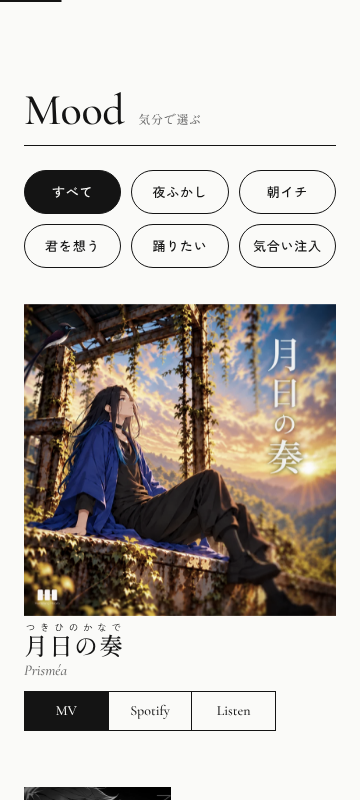 Mood 気分で選ぶ
すべて 夜ふかし 朝イチ
君を想う 踊りたい 気合い注入
月日の奏
つきひのかなで
月日の奏
Prisméa
MV Spotify Listen